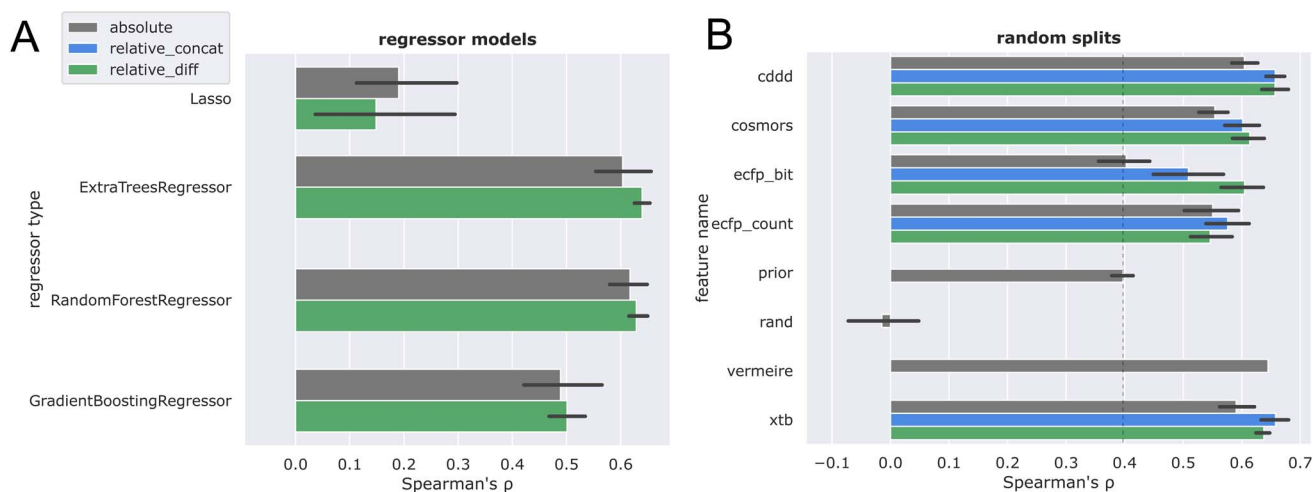 A
absolute
relative_concat
relative_diff
regressor models
regressor type
Lasso
ExtraTreesRegressor
RandomForestRegressor
GradientBoostingRegressor
0.0 0.1 0.2 0.3 0.4 0.5 0.6
Spearman's ρ
B
random splits
feature name
cddd
cosmors
ecfp_bit
ecfp_count
prior
rand
vermeire
xtb
−0.1 0.0 0.1 0.2 0.3 0.4 0.5 0.6 0.7
Spearman's ρ